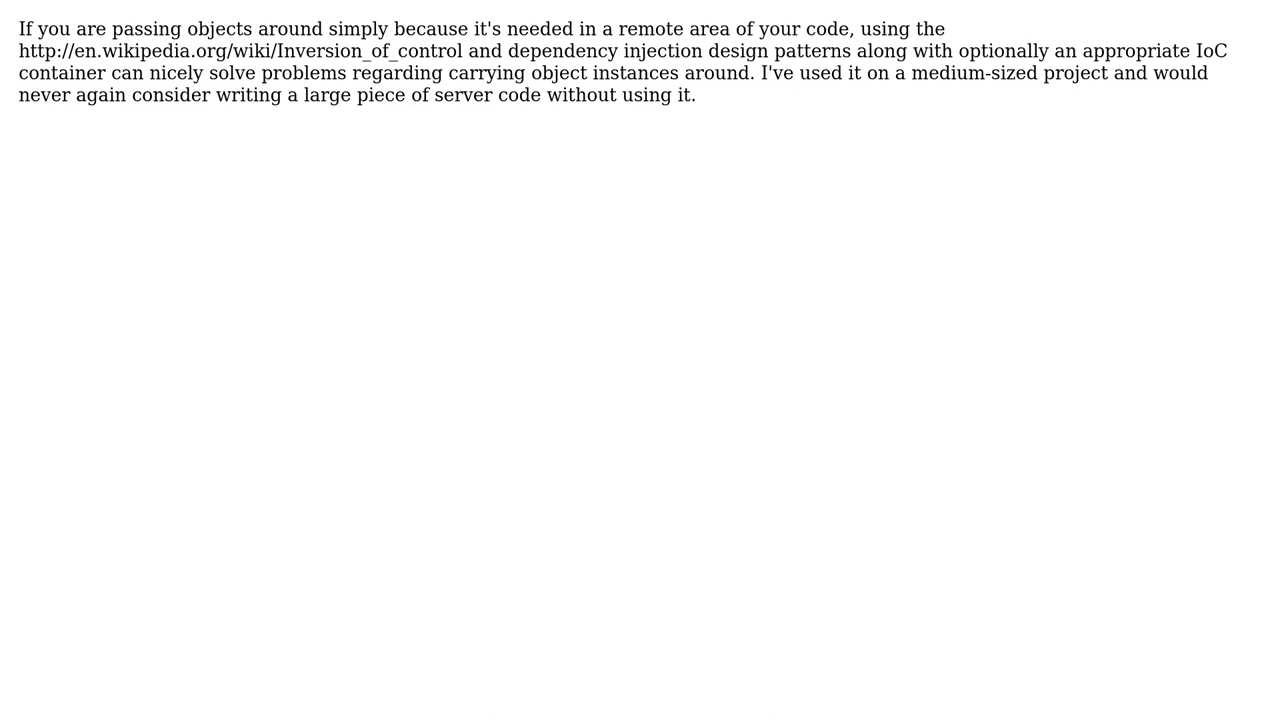 If you are passing objects around simply because it's needed in a remote area of your code, using the
http://en.wikipedia.org/wiki/Inversion_of_control and dependency injection design patterns along with optionally an appropriate IoC
container can nicely solve problems regarding carrying object instances around. I've used it on a medium-sized project and would
never again consider writing a large piece of server code without using it.